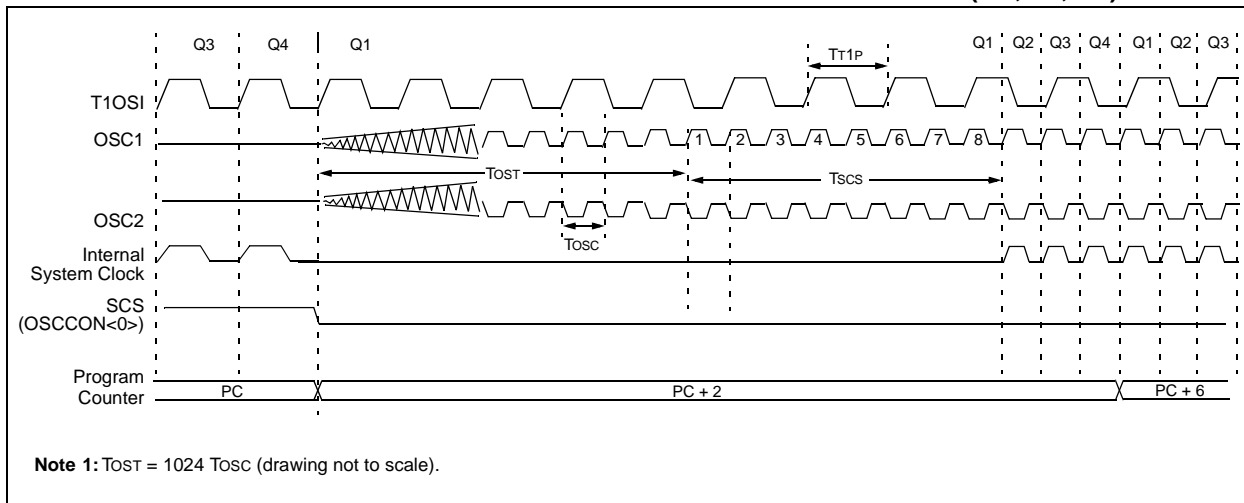 Q3 Q4 Q1 Q1 Q2 Q3 Q4 Q1 Q2 Q3
TT1P
T1OSI
OSC1
1 2 3 4 5 6 7 8
TOST
TSCS
OSC2
TOSC
Internal
System Clock
SCS
(OSCCON<0>)
Program
Counter
PC PC + 2 PC + 6
Note 1: TOST = 1024 TOSC (drawing not to scale).